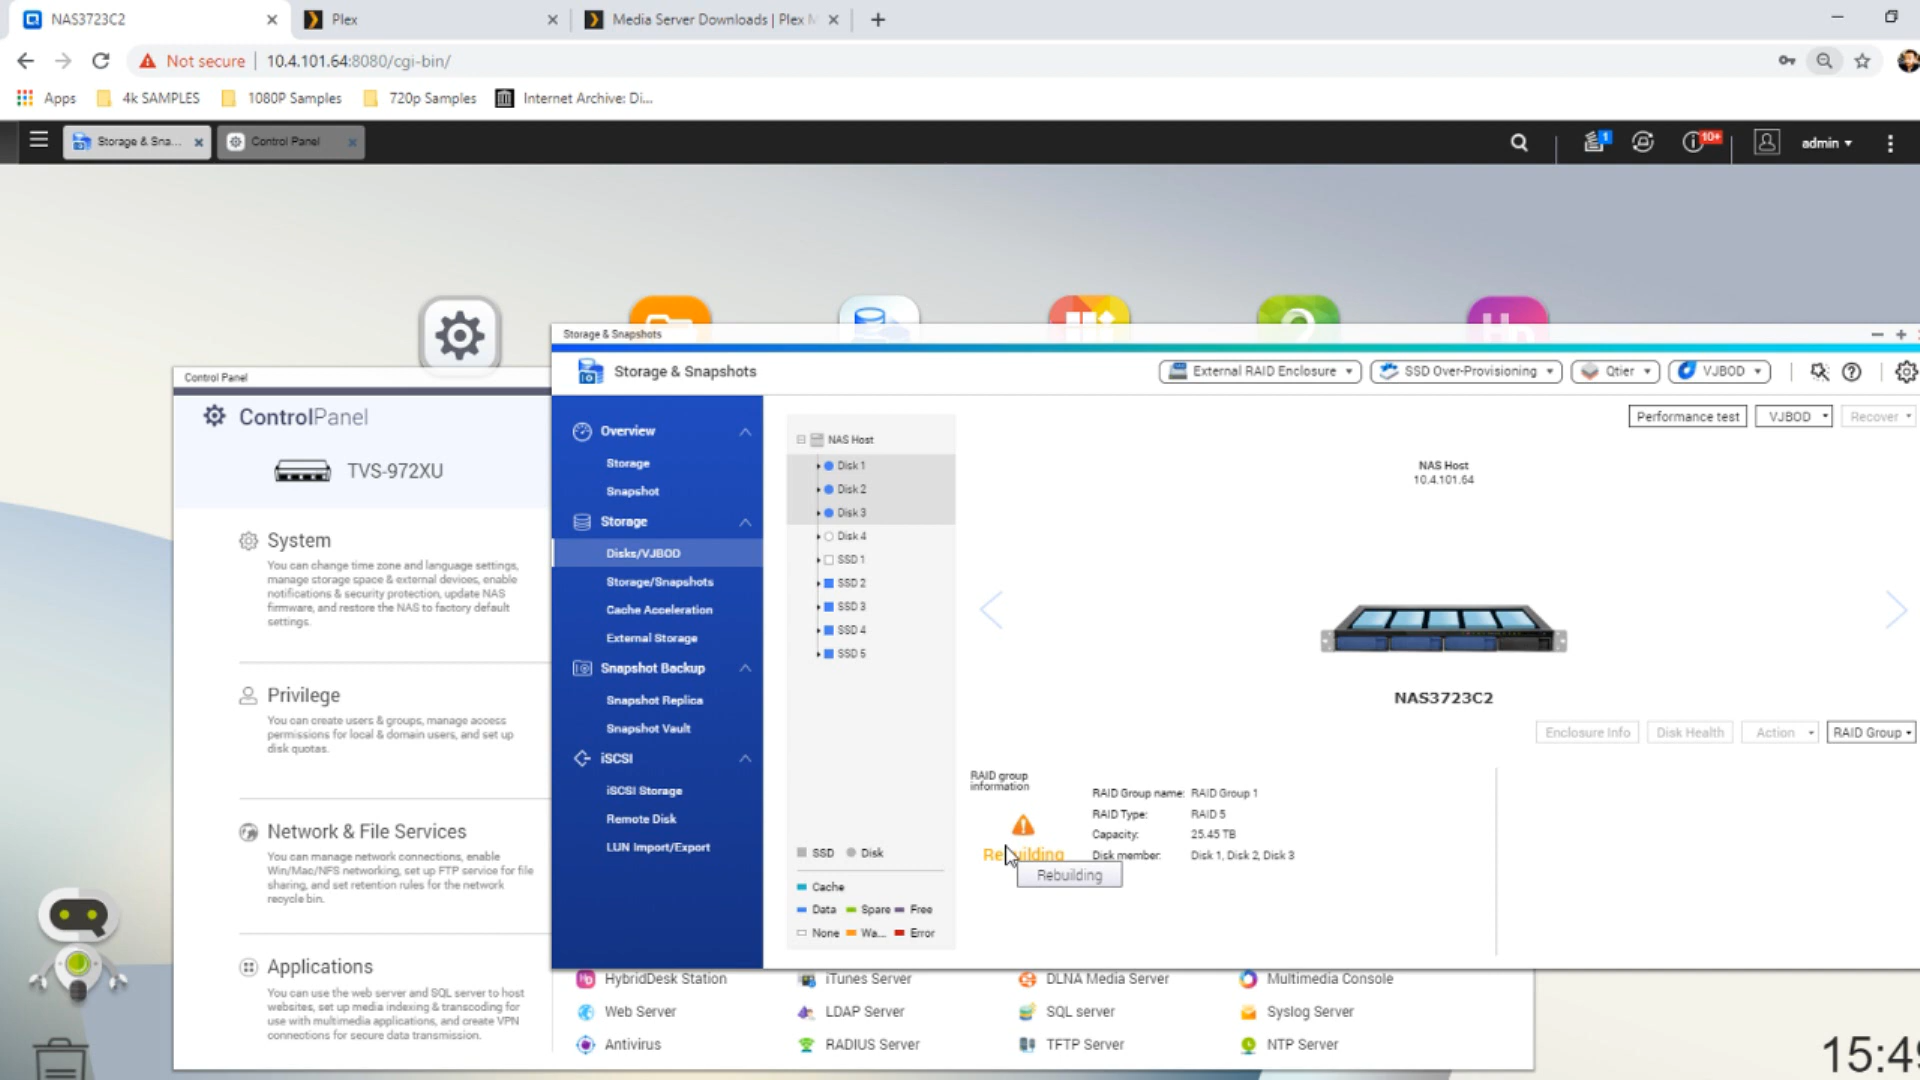 NAS3723C2
Plex
Media Server Downloads | Plex M
Not secure
10.4.101.64:8080/cgi-bin/
Apps
4k SAMPLES
1080P Samples
720p Samples
Internet Archive: Di...
Storage & Sna...
Control Panel
1
10+
admin
Control Panel
ControlPanel
TVS-972XU
System
You can change time zone and language settings,
manage storage space & external devices, enable
notifications & security protection, update NAS
firmware, and restore the NAS to factory default
settings.
Privilege
You can create users & groups, manage access
permissions for local & domain users, and set up
disk quotas.
Network & File Services
You can manage network connections, enable
Win/Mac/NFS networking, set up FTP service for file
sharing, and set retention rules for the network
recycle bin.
Applications
You can use the web server and SQL server to host
websites, set up media indexing & transcoding for
use with multimedia applications, and create VPN
connections for secure data transmission.
Storage & Snapshots
Storage & Snapshots
External RAID Enclosure
SSD Over-Provisioning
Qtier
VJBOD
Overview
Storage
Snapshot
Storage
Disks/VJBOD
Storage/Snapshots
Cache Acceleration
External Storage
Snapshot Backup
Snapshot Replica
Snapshot Vault
iSCSI
iSCSI Storage
Remote Disk
LUN Import/Export
NAS Host
Disk 1
Disk 2
Disk 3
Disk 4
SSD 1
SSD 2
SSD 3
SSD 4
SSD 5
SSD
Disk
Cache
Data
Spare
Free
None
Wa...
Error
Performance test
VJBOD
Recover
NAS Host
10.4.101.64
NAS3723C2
Enclosure Info
Disk Health
Action
RAID Group
RAID group
information
Rebuilding
Rebuilding
RAID Group name: RAID Group 1
RAID Type: RAID 5
Capacity: 25.45 TB
Disk member: Disk 1, Disk 2, Disk 3
HybridDesk Station
iTunes Server
DLNA Media Server
Multimedia Console
Web Server
LDAP Server
SQL server
Syslog Server
Antivirus
RADIUS Server
TFTP Server
NTP Server
15:4